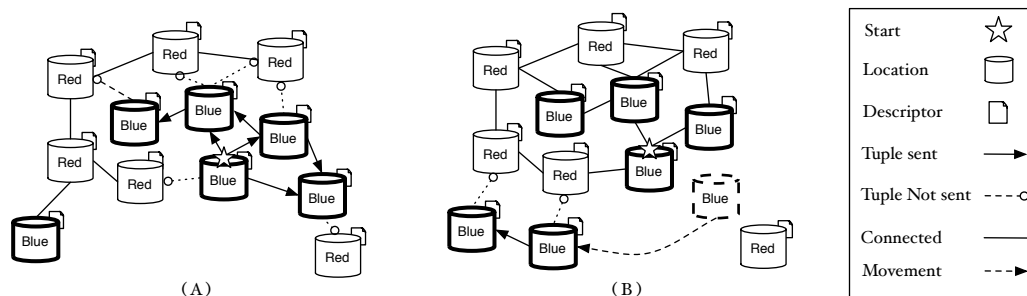 Red
Red
Red
Blue
Blue
Blue
Red
Red
Blue
Blue
Blue
Red
(A)
Red
Red
Red
Blue
Blue
Blue
Red
Red
Blue
Blue
Blue
Blue
Red
(B)
Start
Location
Descriptor
Tuple sent
Tuple Not sent
Connected
Movement